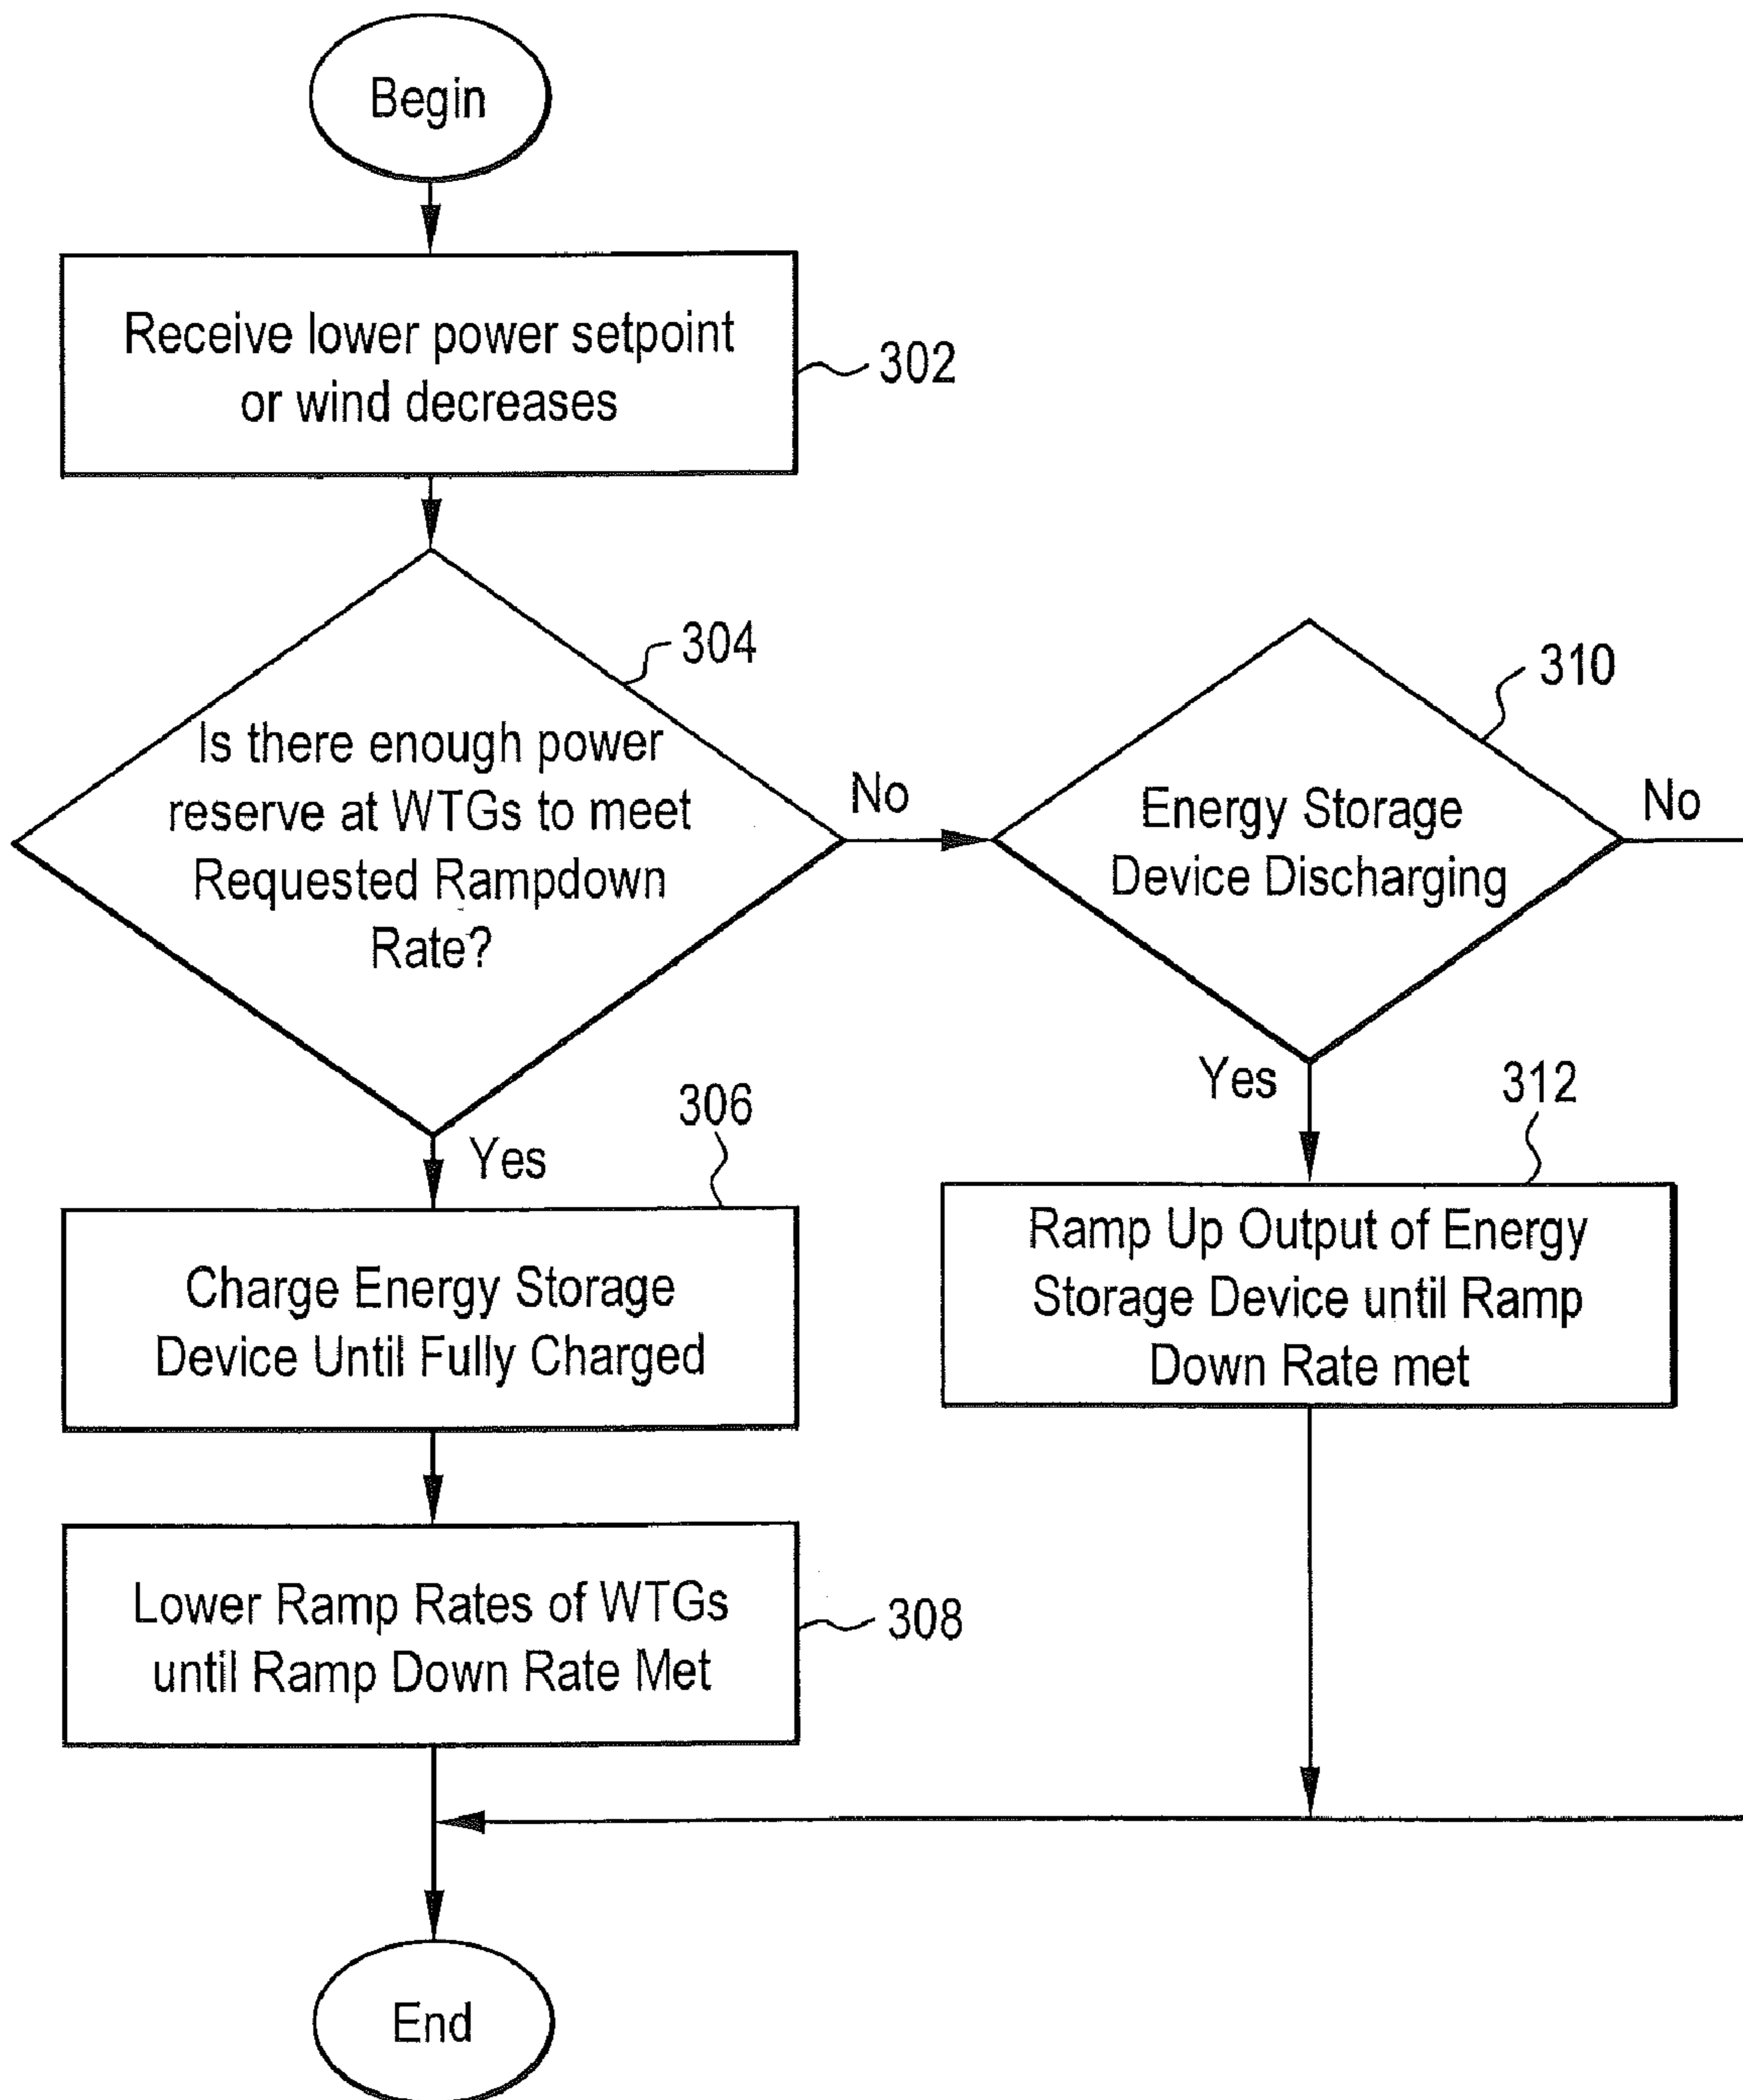 Begin
Receive lower power setpoint
or wind decreases
302
304
Is there enough power
reserve at WTGs to meet
Requested Rampdown
Rate?
No
310
Energy Storage
Device Discharging
No
Yes
306
Charge Energy Storage
Device Until Fully Charged
Yes
312
Ramp Up Output of Energy
Storage Device until Ramp
Down Rate met
Lower Ramp Rates of WTGs
until Ramp Down Rate Met
308
End